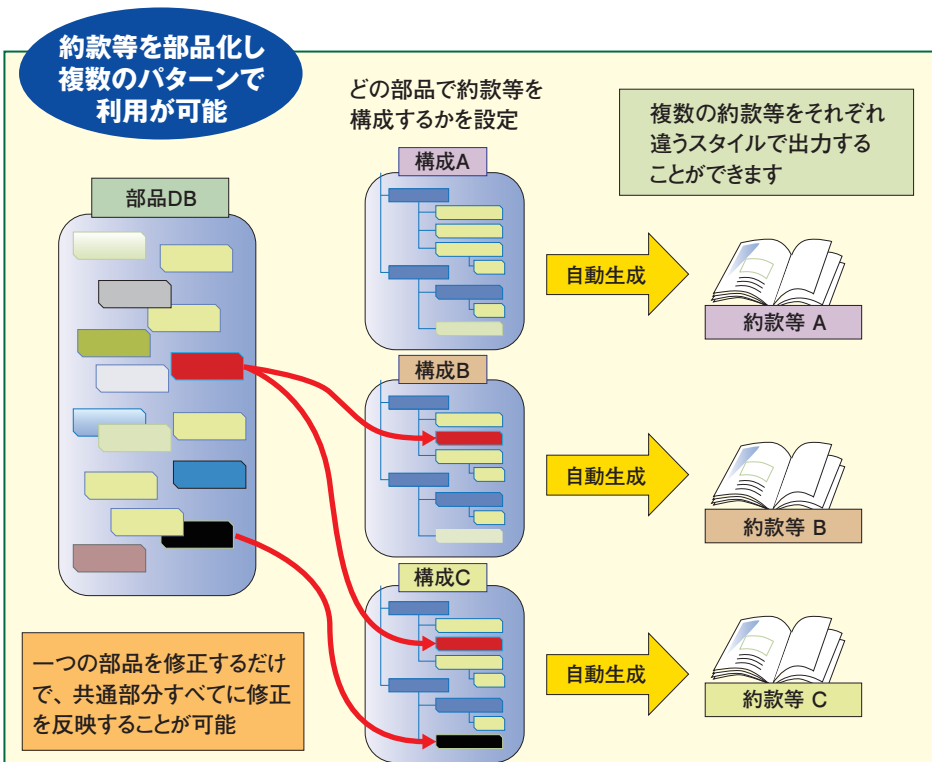 約款等を部品化し
複数のパターンで
利用が可能
どの部品で約款等を
構成するかを設定
複数の約款等をそれぞれ
違うスタイルで出力する
ことができます
部品DB
構成A
自動生成
約款等 A
構成B
自動生成
約款等 B
構成C
自動生成
約款等 C
一つの部品を修正するだけ
で、共通部分すべてに修正
を反映することが可能